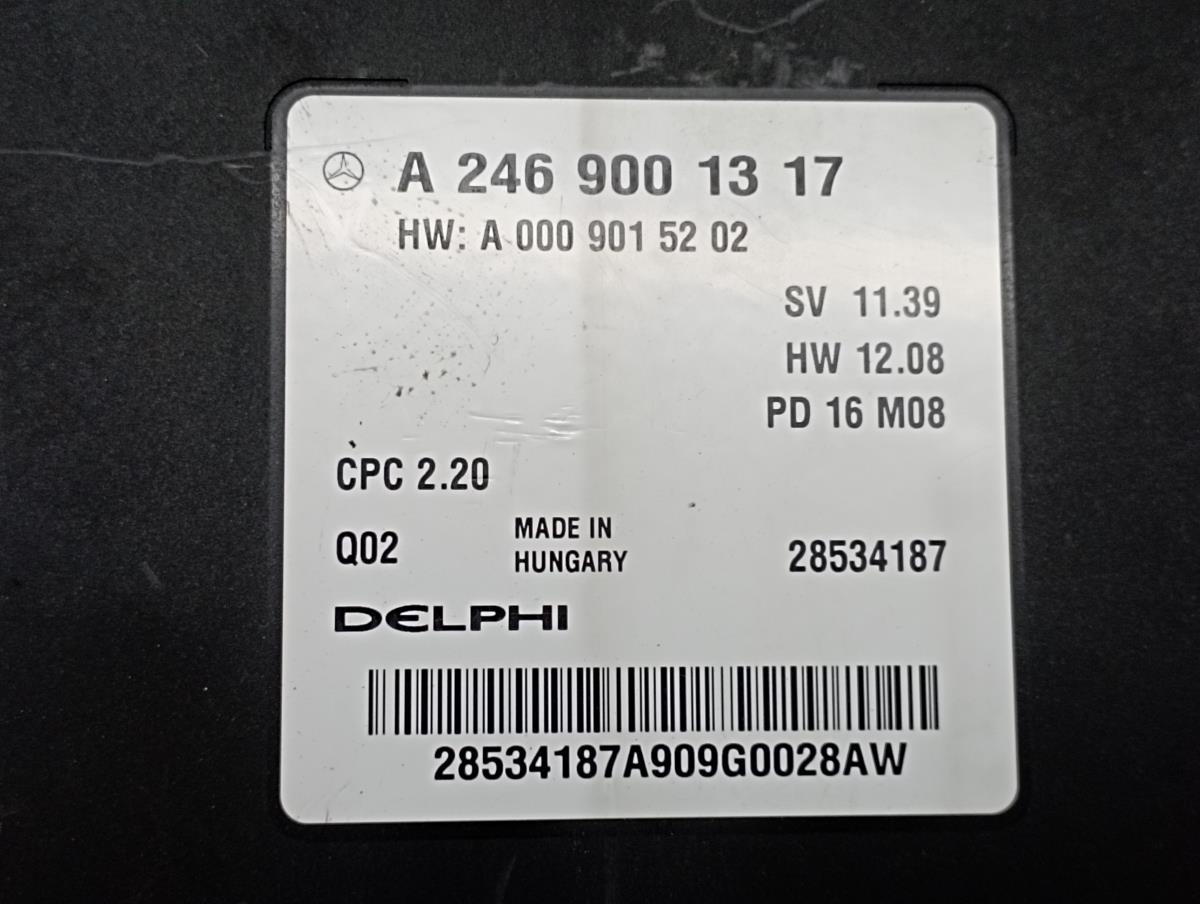 A 246 900 13 17
HW: A 000 901 52 02
SV 11.39
HW 12.08
PD 16 M08
CPC 2.20
Q02
MADE IN
HUNGARY
28534187
DELPHI
28534187A909G0028AW